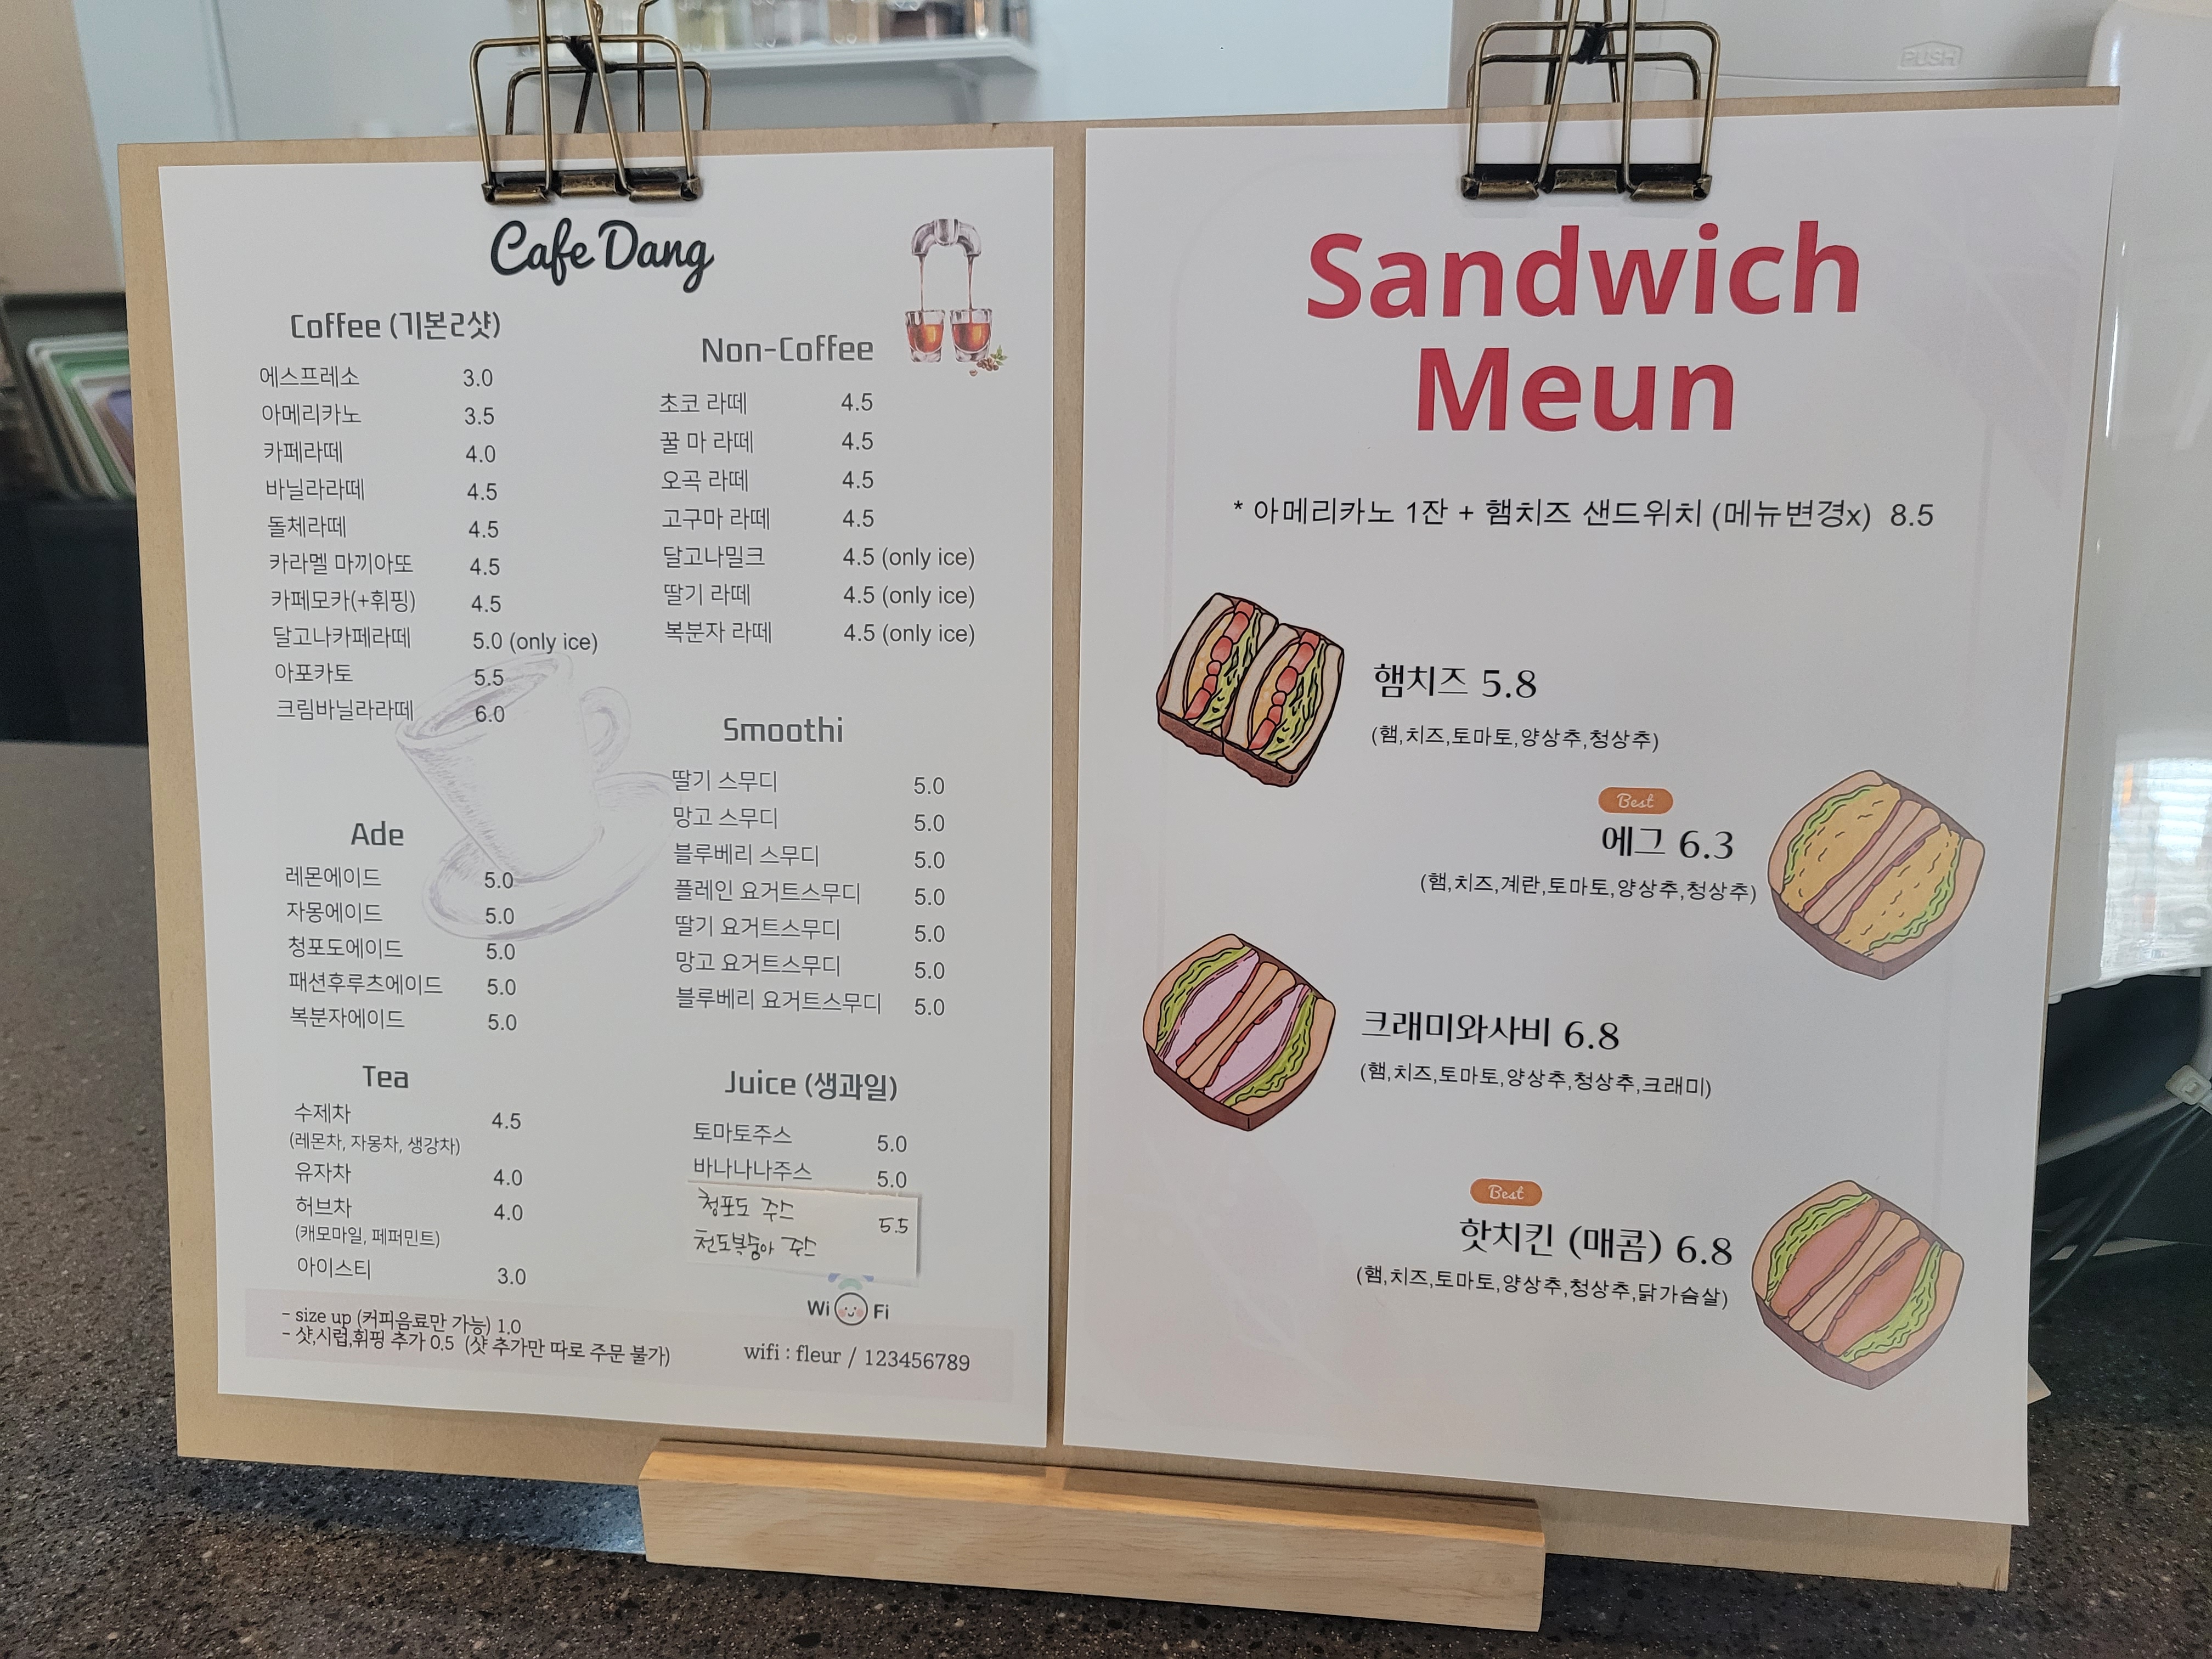 PUSH
Cafe Dang
Coffee (기본2샷)
에스프레소 3.0
아메리카노 3.5
카페라떼 4.0
바닐라라떼 4.5
돌체라떼 4.5
카라멜 마끼아또 4.5
카페모카(+휘핑) 4.5
달고나카페라떼 5.0 (only ice)
아포카토 5.5
크림바닐라라떼 6.0
Ade
레몬에이드 5.0
자몽에이드 5.0
청포도에이드 5.0
패션후루츠에이드 5.0
복분자에이드 5.0
Tea
수제차 4.5
(레몬차, 자몽차, 생강차)
유자차 4.0
허브차 4.0
(캐모마일, 페퍼민트)
아이스티 3.0
Non-Coffee
초코 라떼 4.5
꿀 마 라떼 4.5
오곡 라떼 4.5
고구마 라떼 4.5
달고나밀크 4.5 (only ice)
딸기 라떼 4.5 (only ice)
복분자 라떼 4.5 (only ice)
Smoothi
딸기 스무디 5.0
망고 스무디 5.0
블루베리 스무디 5.0
플레인 요거트스무디 5.0
딸기 요거트스무디 5.0
망고 요거트스무디 5.0
블루베리 요거트스무디 5.0
Juice (생과일)
토마토주스 5.0
바나나나주스 5.0
청포도 주스 5.5
천도복숭아 주스
- size up (커피음료만 가능) 1.0
- 샷,시럽,휘핑 추가 0.5 (샷 추가만 따로 주문 불가)
Wi Fi
wifi : fleur / 123456789
Sandwich
Meun
* 아메리카노 1잔 + 햄치즈 샌드위치 (메뉴변경x) 8.5
햄치즈 5.8
(햄,치즈,토마토,양상추,청상추)
Best
에그 6.3
(햄,치즈,계란,토마토,양상추,청상추)
크래미와사비 6.8
(햄,치즈,토마토,양상추,청상추,크래미)
Best
핫치킨 (매콤) 6.8
(햄,치즈,토마토,양상추,청상추,닭가슴살)